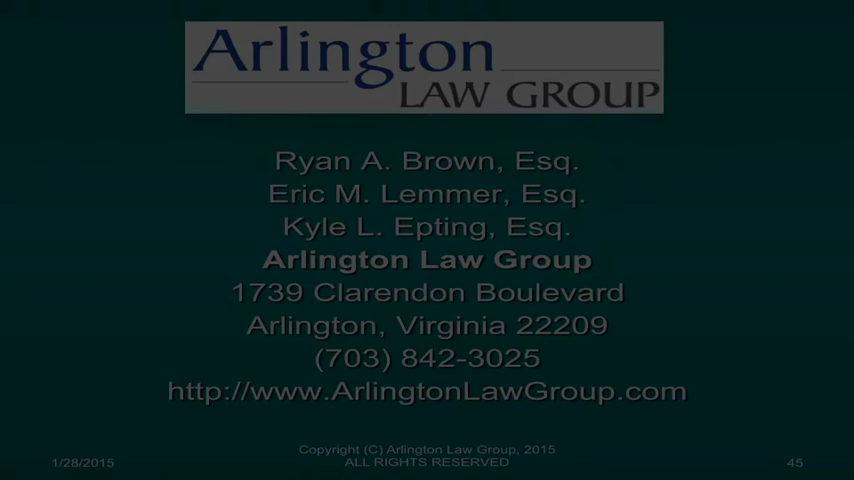 Arlington
LAW GROUP
Ryan A. Brown, Esq.
Eric M. Lemmer, Esq.
Kyle L. Epting, Esq.
Arlington Law Group
1739 Clarendon Boulevard
Arlington, Virginia 22209
(703) 842-3025
http://www.ArlingtonLawGroup.com
1/28/2015
Copyright (C) Arlington Law Group, 2015
ALL RIGHTS RESERVED
45